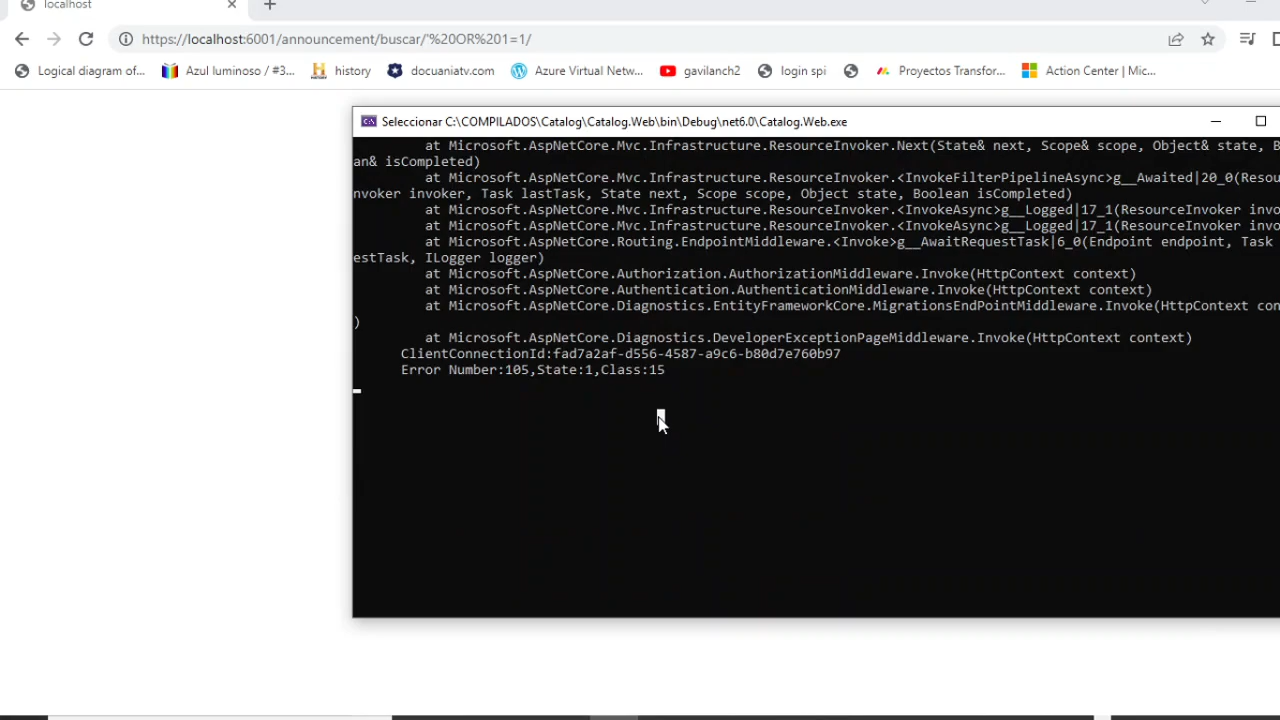 localhost
https://localhost:6001/announcement/buscar/'%20OR%201=1/
Logical diagram of... Azul luminoso / #3... history docuaniatv.com Azure Virtual Netw... gavilanch2 login spi Proyectos Transfor... Action Center | Mic...
Seleccionar C:\COMPILADOS\Catalog\Catalog.Web\bin\Debug\net6.0\Catalog.Web.exe
at Microsoft.AspNetCore.Mvc.Infrastructure.ResourceInvoker.Next(State& next, Scope& scope, Object& state, B
an& isCompleted)
at Microsoft.AspNetCore.Mvc.Infrastructure.ResourceInvoker.<InvokeFilterPipelineAsync>g__Awaited|20_0(Resou
nvoker invoker, Task lastTask, State next, Scope scope, Object state, Boolean isCompleted)
at Microsoft.AspNetCore.Mvc.Infrastructure.ResourceInvoker.<InvokeAsync>g__Logged|17_1(ResourceInvoker invo
at Microsoft.AspNetCore.Mvc.Infrastructure.ResourceInvoker.<InvokeAsync>g__Logged|17_1(ResourceInvoker invo
at Microsoft.AspNetCore.Routing.EndpointMiddleware.<Invoke>g__AwaitRequestTask|6_0(Endpoint endpoint, Task
estTask, ILogger logger)
at Microsoft.AspNetCore.Authorization.AuthorizationMiddleware.Invoke(HttpContext context)
at Microsoft.AspNetCore.Authentication.AuthenticationMiddleware.Invoke(HttpContext context)
at Microsoft.AspNetCore.Diagnostics.EntityFrameworkCore.MigrationsEndPointMiddleware.Invoke(HttpContext con
)
at Microsoft.AspNetCore.Diagnostics.DeveloperExceptionPageMiddleware.Invoke(HttpContext context)
ClientConnectionId:fad7a2af-d556-4587-a9c6-b80d7e760b97
Error Number:105,State:1,Class:15